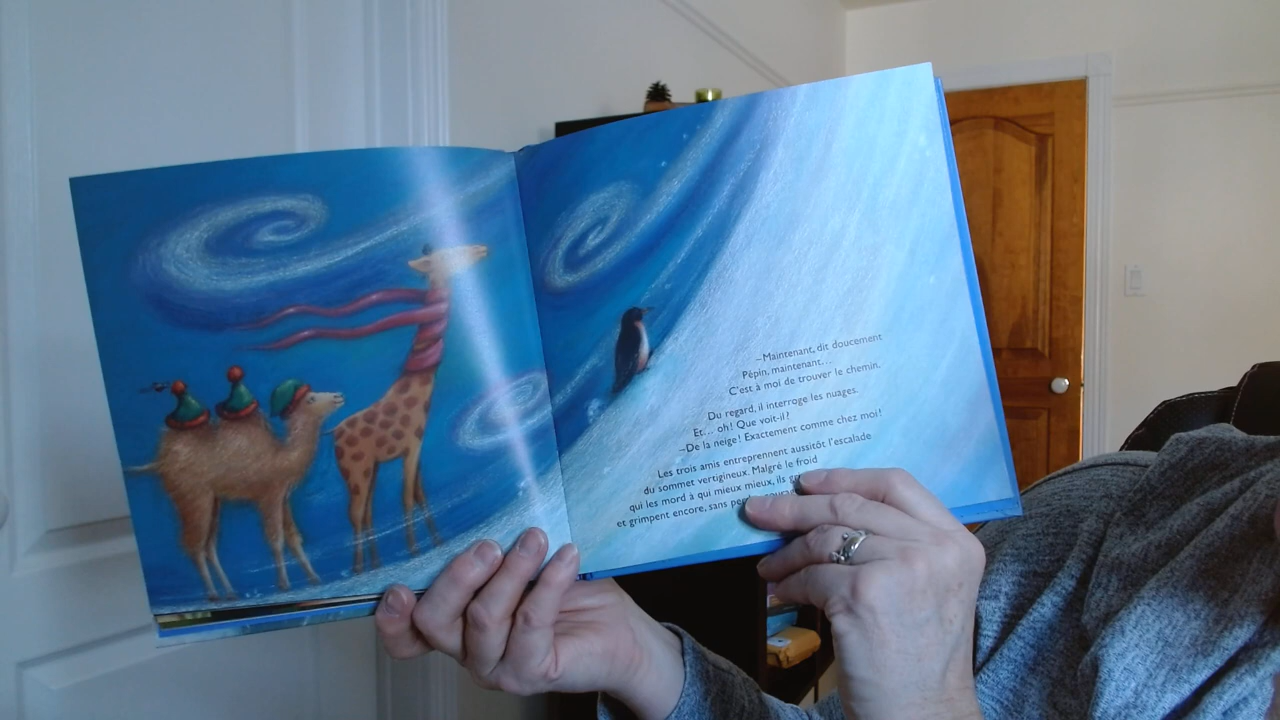 –Maintenant, dit doucement
Pépin, maintenant...
C'est à moi de trouver le chemin.
Du regard, il interroge les nuages.
Et... oh! Que voit-il?
–De la neige! Exactement comme chez moi!
Les trois amis entreprennent aussitôt l'escalade
du sommet vertigineux. Malgré le froid
qui les mord à qui mieux mieux, ils
et grimpent encore, sans